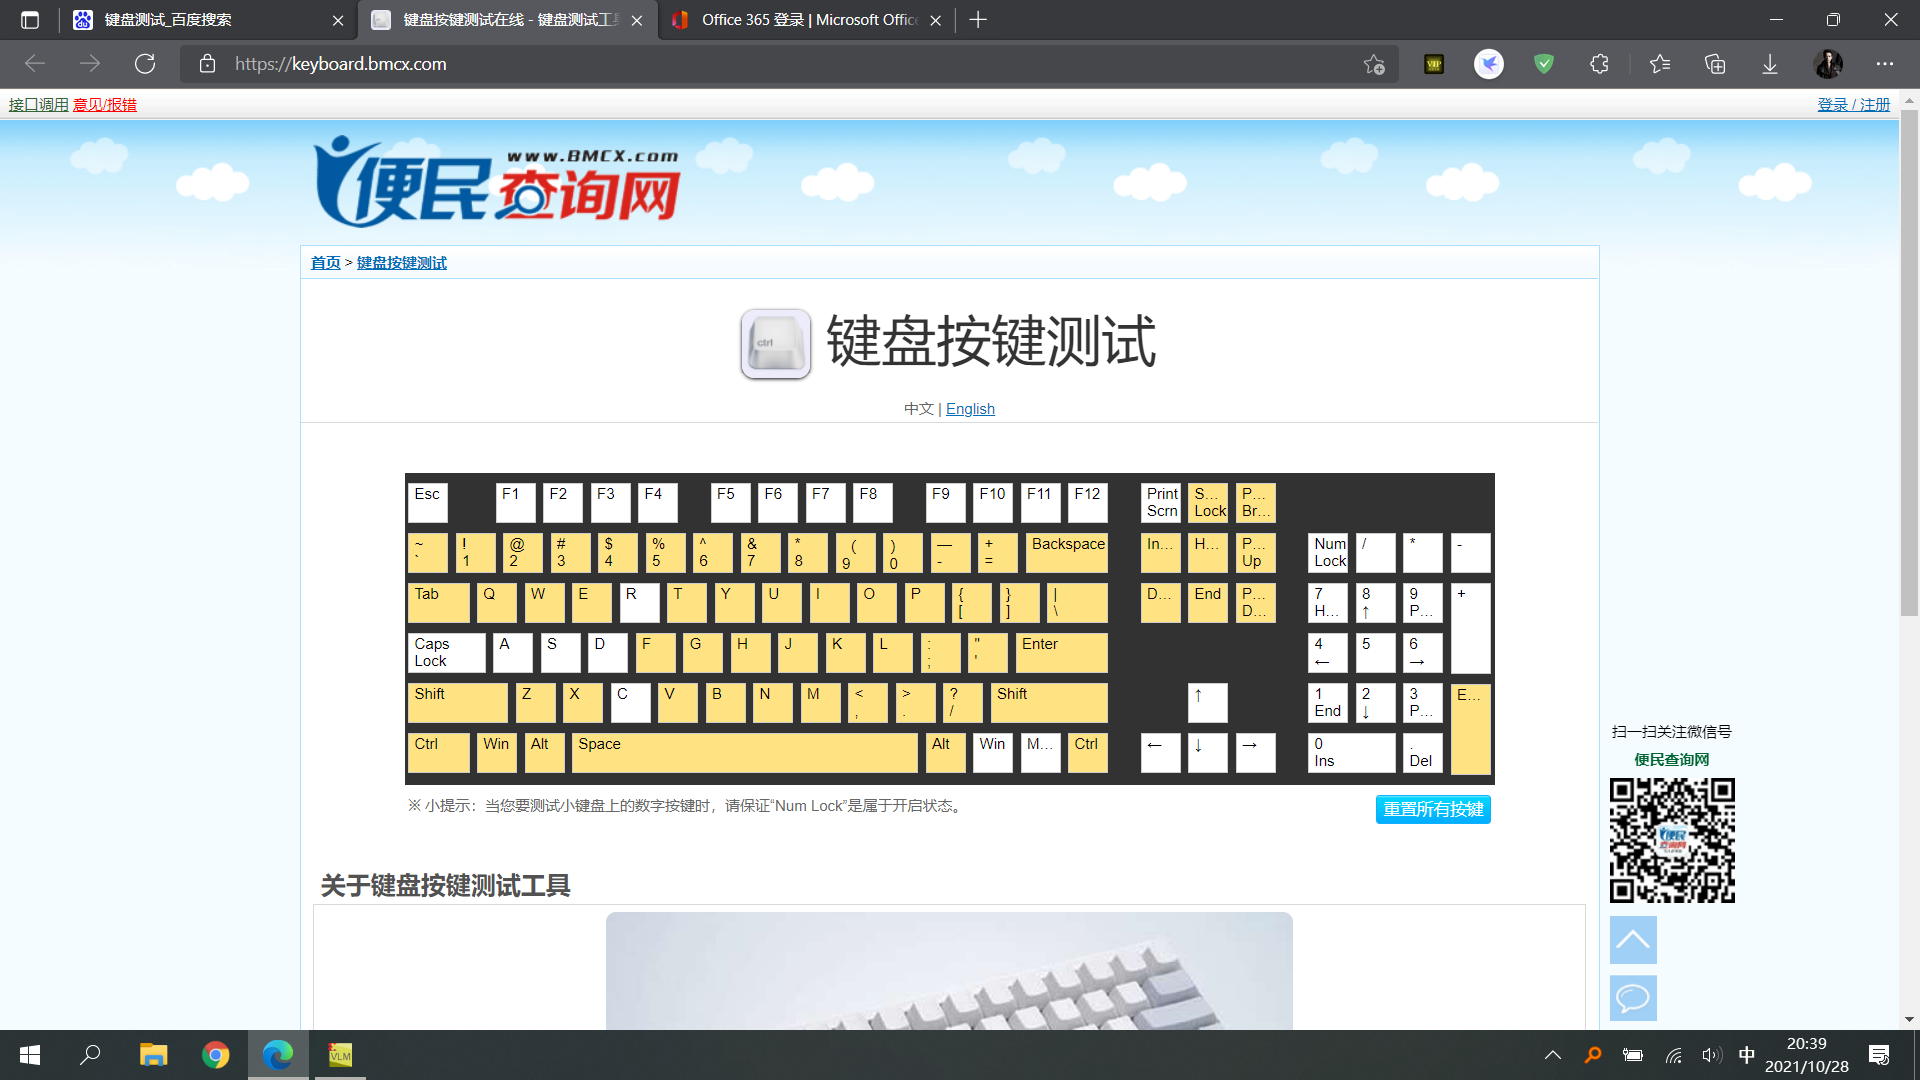 键盘测试_百度搜索
键盘按键测试在线 - 键盘测试工具
Office 365 登录 | Microsoft Office
https://keyboard.bmcx.com
VIP
接口调用 意见/报错
登录 / 注册
www.BMCX.com
便民查询网
首页 > 键盘按键测试
ctrl
键盘按键测试
中文 | English
Esc F1 F2 F3 F4 F5 F6 F7 F8 F9 F10 F11 F12 Print Scrn S... Lock P... Br...
~ ` ! 1 @ 2 # 3 $ 4 % 5 ^ 6 & 7 * 8 ( 9 ) 0 — - + = Backspace In... H... P... Up Num Lock / * -
Tab Q W E R T Y U I O P { [ } ] | \ D... End P... D... 7 H... 8 ↑ 9 P... +
Caps Lock A S D F G H J K L : ; " ' Enter 4 ← 5 6 →
Shift Z X C V B N M < , > . ? / Shift ↑ 1 End 2 ↓ 3 P... E...
Ctrl Win Alt Space Alt Win M... Ctrl ← ↓ → 0 Ins . Del
※ 小提示：当您要测试小键盘上的数字按键时，请保证“Num Lock”是属于开启状态。
重置所有按键
扫一扫关注微信号
便民查询网
便民
查询网
关于键盘按键测试工具
VLM
中
20:39
2021/10/28